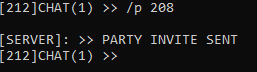 [212]CHAT(1) >> /p 208
[SERVER]: >> PARTY INVITE SENT
[212]CHAT(1) >>